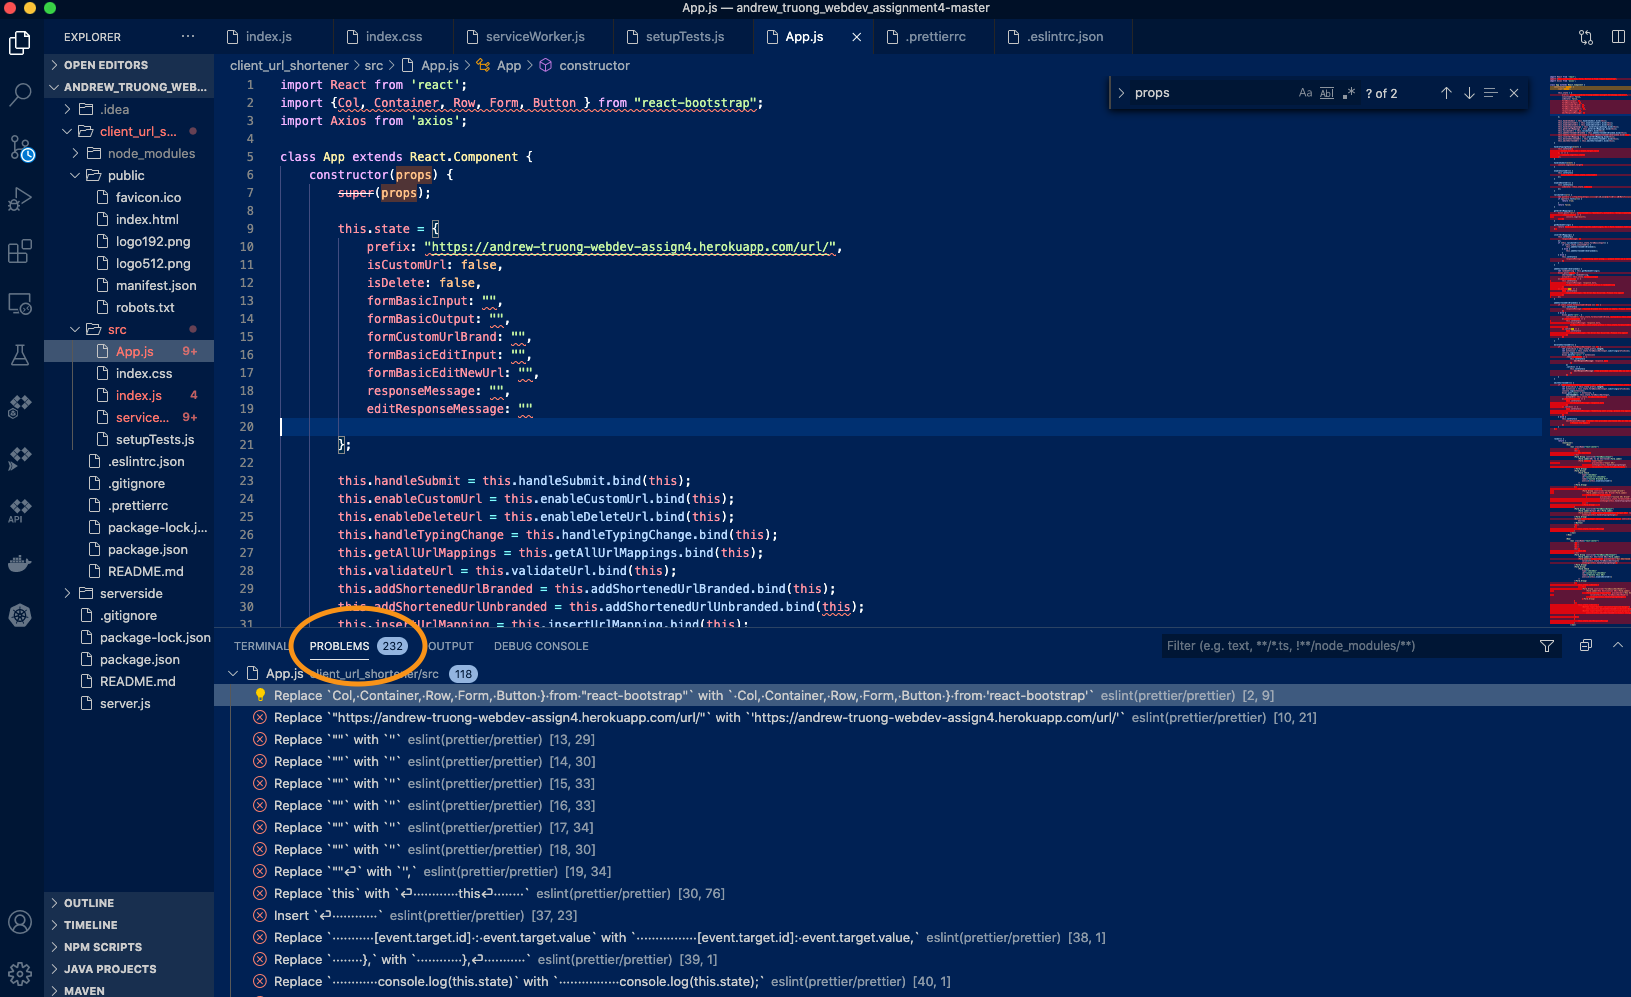 App.js — andrew_truong_webdev_assignment4-master
EXPLORER ···
index.js index.css serviceWorker.js setupTests.js App.js .prettierrc .eslintrc.json
OPEN EDITORS
ANDREW_TRUONG_WEB...
.idea
client_url_s...
node_modules
public
favicon.ico
index.html
logo192.png
logo512.png
manifest.json
robots.txt
src
App.js 9+
index.css
index.js 4
service... 9+
setupTests.js
.eslintrc.json
.gitignore
.prettierrc
package-lock.j...
package.json
README.md
serverside
.gitignore
package-lock.json
package.json
README.md
server.js
OUTLINE
TIMELINE
NPM SCRIPTS
JAVA PROJECTS
MAVEN
API
client_url_shortener > src > App.js > App > constructor
props Aa Abl .* ? of 2
1 import React from 'react';
2 import {Col, Container, Row, Form, Button } from "react-bootstrap";
3 import Axios from 'axios';
4
5 class App extends React.Component {
6 constructor(props) {
7 super(props);
8
9 this.state = {
10 prefix: "https://andrew-truong-webdev-assign4.herokuapp.com/url/",
11 isCustomUrl: false,
12 isDelete: false,
13 formBasicInput: "",
14 formBasicOutput: "",
15 formCustomUrlBrand: "",
16 formBasicEditInput: "",
17 formBasicEditNewUrl: "",
18 responseMessage: "",
19 editResponseMessage: ""
20
21 };
22
23 this.handleSubmit = this.handleSubmit.bind(this);
24 this.enableCustomUrl = this.enableCustomUrl.bind(this);
25 this.enableDeleteUrl = this.enableDeleteUrl.bind(this);
26 this.handleTypingChange = this.handleTypingChange.bind(this);
27 this.getAllUrlMappings = this.getAllUrlMappings.bind(this);
28 this.validateUrl = this.validateUrl.bind(this);
29 this.addShortenedUrlBranded = this.addShortenedUrlBranded.bind(this);
30 this.addShortenedUrlUnbranded = this.addShortenedUrlUnbranded.bind(this);
31 this.insertUrlMapping = this.insertUrlMapping.bind(this);
TERMINAL PROBLEMS 232 OUTPUT DEBUG CONSOLE
Filter (e.g. text, **/*.ts, !**/node_modules/**)
App.js client_url_shortener/src 118
Replace `Col,·Container,·Row,·Form,·Button·}·from·"react-bootstrap"` with `·Col,·Container,·Row,·Form,·Button·}·from·'react-bootstrap'` eslint(prettier/prettier) [2, 9]
Replace `"https://andrew-truong-webdev-assign4.herokuapp.com/url/"` with `'https://andrew-truong-webdev-assign4.herokuapp.com/url/'` eslint(prettier/prettier) [10, 21]
Replace `""` with `''` eslint(prettier/prettier) [13, 29]
Replace `""` with `''` eslint(prettier/prettier) [14, 30]
Replace `""` with `''` eslint(prettier/prettier) [15, 33]
Replace `""` with `''` eslint(prettier/prettier) [16, 33]
Replace `""` with `''` eslint(prettier/prettier) [17, 34]
Replace `""` with `''` eslint(prettier/prettier) [18, 30]
Replace `""⏎` with `'',` eslint(prettier/prettier) [19, 34]
Replace `this` with `⏎············this⏎········` eslint(prettier/prettier) [30, 76]
Insert `⏎············` eslint(prettier/prettier) [37, 23]
Replace `············[event.target.id]·:·event.target.value` with `················[event.target.id]:·event.target.value,` eslint(prettier/prettier) [38, 1]
Replace `········},` with `············},⏎···········` eslint(prettier/prettier) [39, 1]
Replace `············console.log(this.state)` with `················console.log(this.state);` eslint(prettier/prettier) [40, 1]